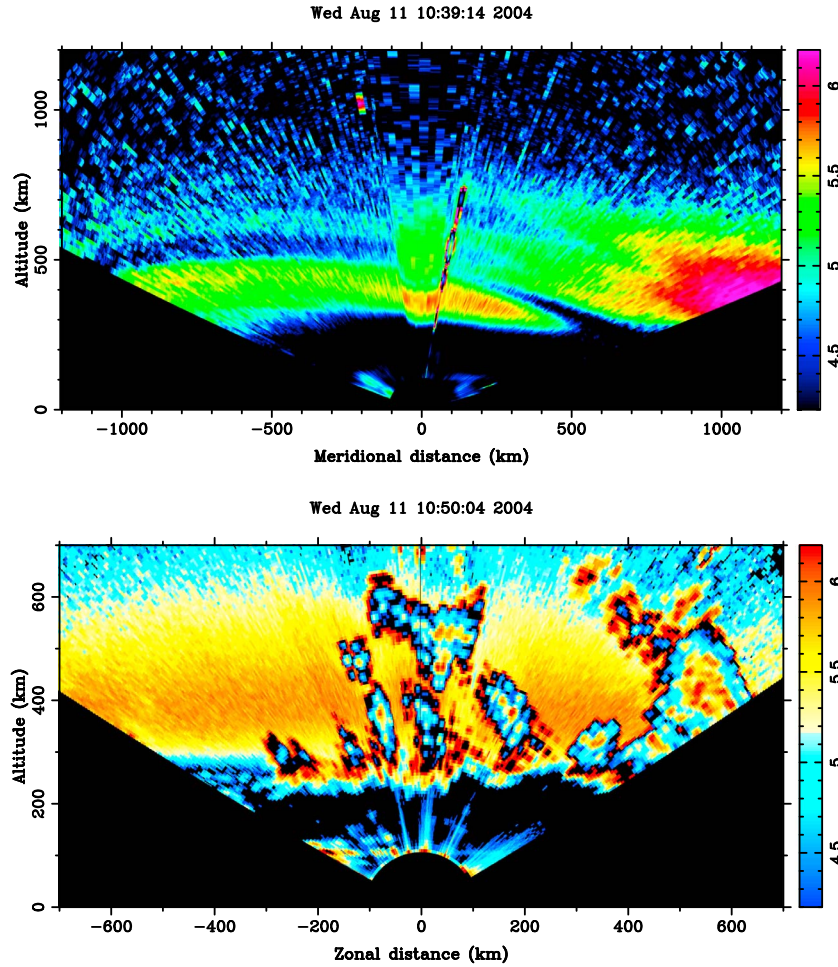 Wed Aug 11 10:39:14 2004
1000
500
0
Altitude (km)
−1000 −500 0 500 1000
Meridional distance (km)
6
5.5
5
4.5
Wed Aug 11 10:50:04 2004
600
400
200
0
Altitude (km)
−600 −400 −200 0 200 400 600
Zonal distance (km)
6
5.5
5
4.5